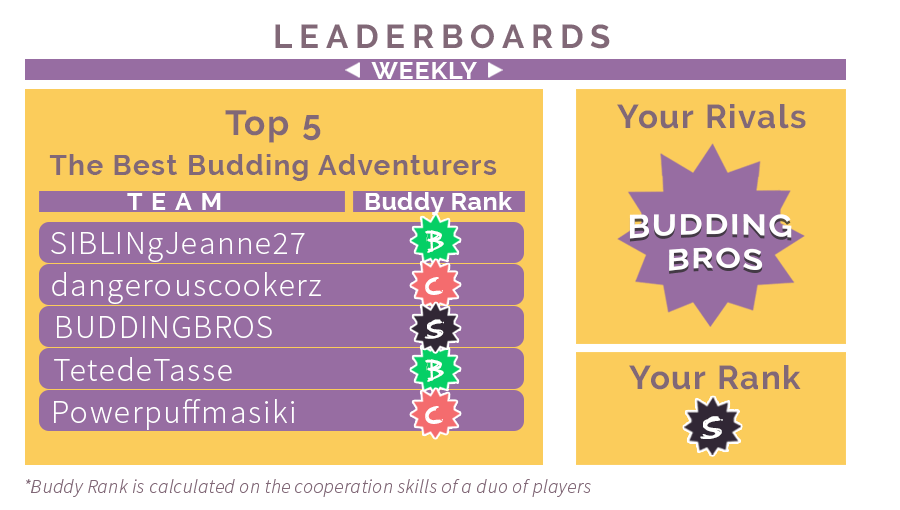 LEADERBOARDS
WEEKLY
Top 5
The Best Budding Adventurers
TEAM Buddy Rank
SIBLINgJeanne27 B
dangerouscookerz C
BUDDINGBROS S
TetedeTasse B
Powerpuffmasiki C
Your Rivals
BUDDING
BROS
Your Rank
S
*Buddy Rank is calculated on the cooperation skills of a duo of players